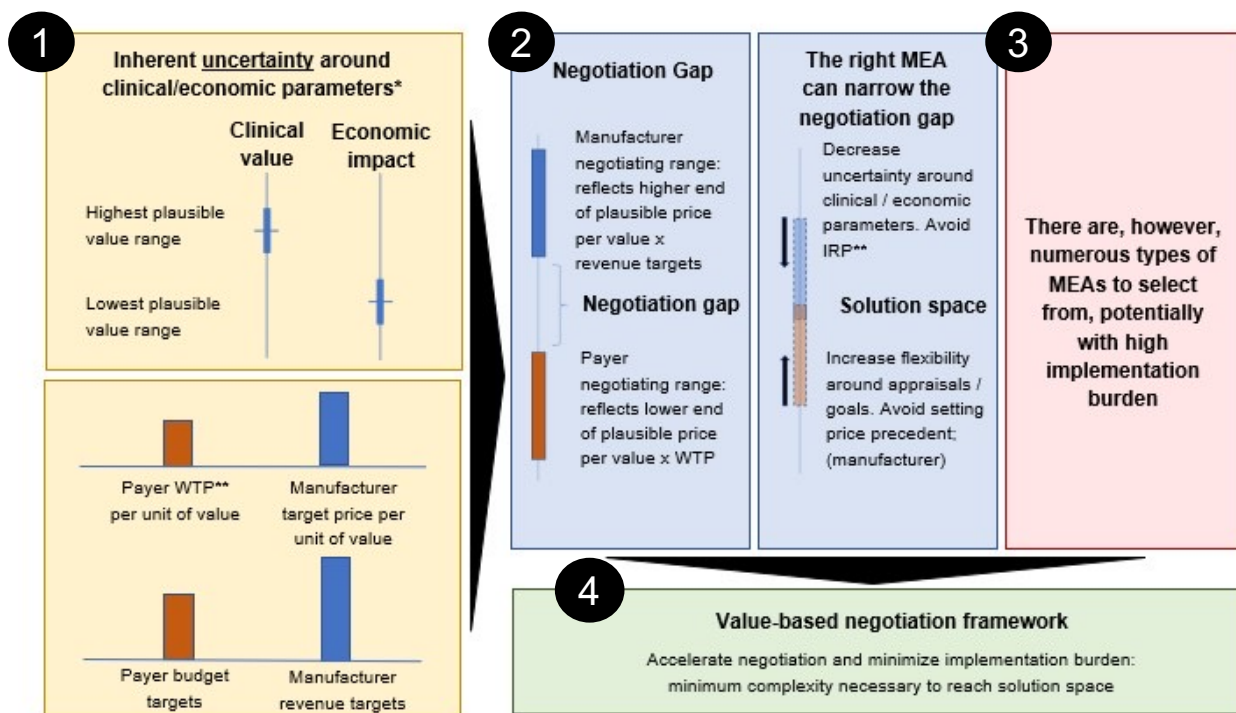 1
Inherent uncertainty around
clinical/economic parameters*
Clinical
value
Economic
impact
Highest plausible
value range
Lowest plausible
value range
Payer WTP**
per unit of value
Manufacturer
target price per
unit of value
Payer budget
targets
Manufacturer
revenue targets
2
Negotiation Gap
Manufacturer
negotiating range:
reflects higher end
of plausible price
per value x
revenue targets
Negotiation gap
Payer
negotiating range:
reflects lower end
of plausible price
per value x WTP
The right MEA
can narrow the
negotiation gap
Decrease
uncertainty around
clinical / economic
parameters. Avoid
IRP**
Solution space
Increase flexibility
around appraisals /
goals. Avoid setting
price precedent;
(manufacturer)
3
There are, however,
numerous types of
MEAs to select
from, potentially
with high
implementation
burden
4
Value-based negotiation framework
Accelerate negotiation and minimize implementation burden:
minimum complexity necessary to reach solution space